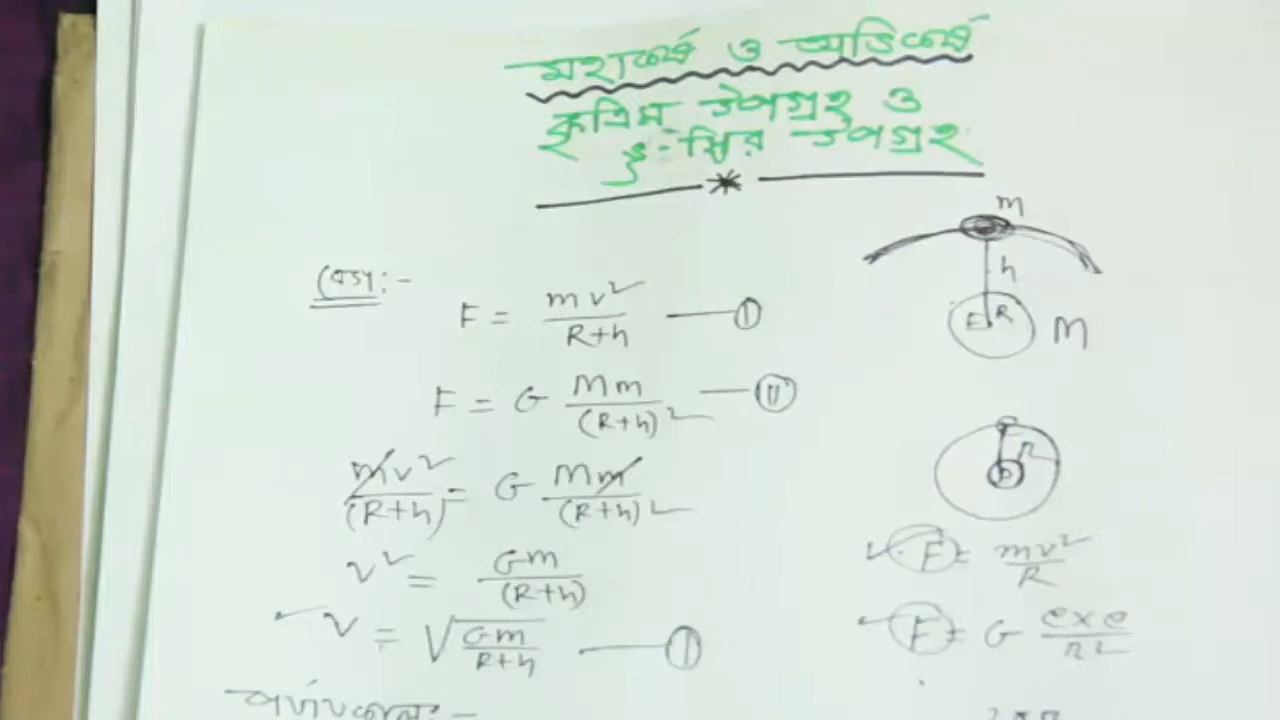 মহাকর্ষ ও অভিকর্ষ
কৃত্রিম উপগ্রহ ও
ভূ-স্থির উপগ্রহ
বেগ:-
F = mv²/(R+h) — (I)
F = G Mm/(R+h)² — (II)
mv²/(R+h) = G Mm/(R+h)²
v² = GM/(R+h)
v = √(GM/(R+h)) — (I)
পর্যায়কাল:-
m
h
E R
M
F = mv²/R
F = G e×e/r²